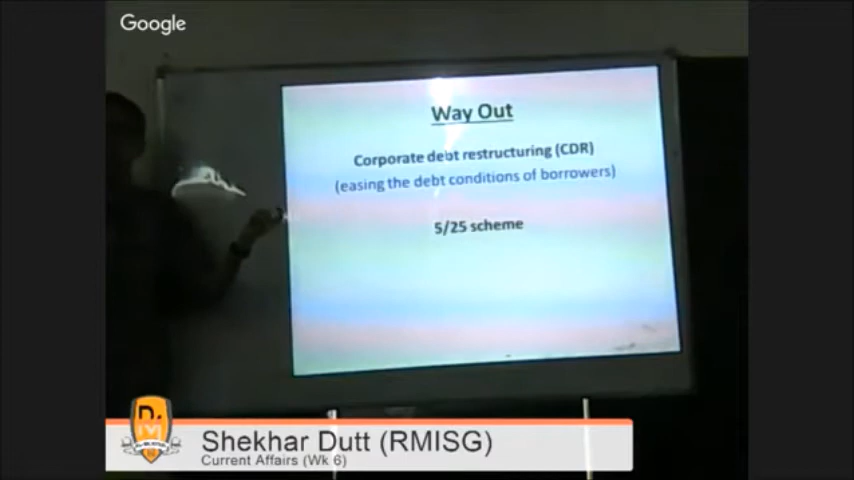 Google
Way Out
Corporate debt restructuring (CDR)
(easing the debt conditions of borrowers)
5/25 scheme
Shekhar Dutt (RMISG)
Current Affairs (Wk 6)